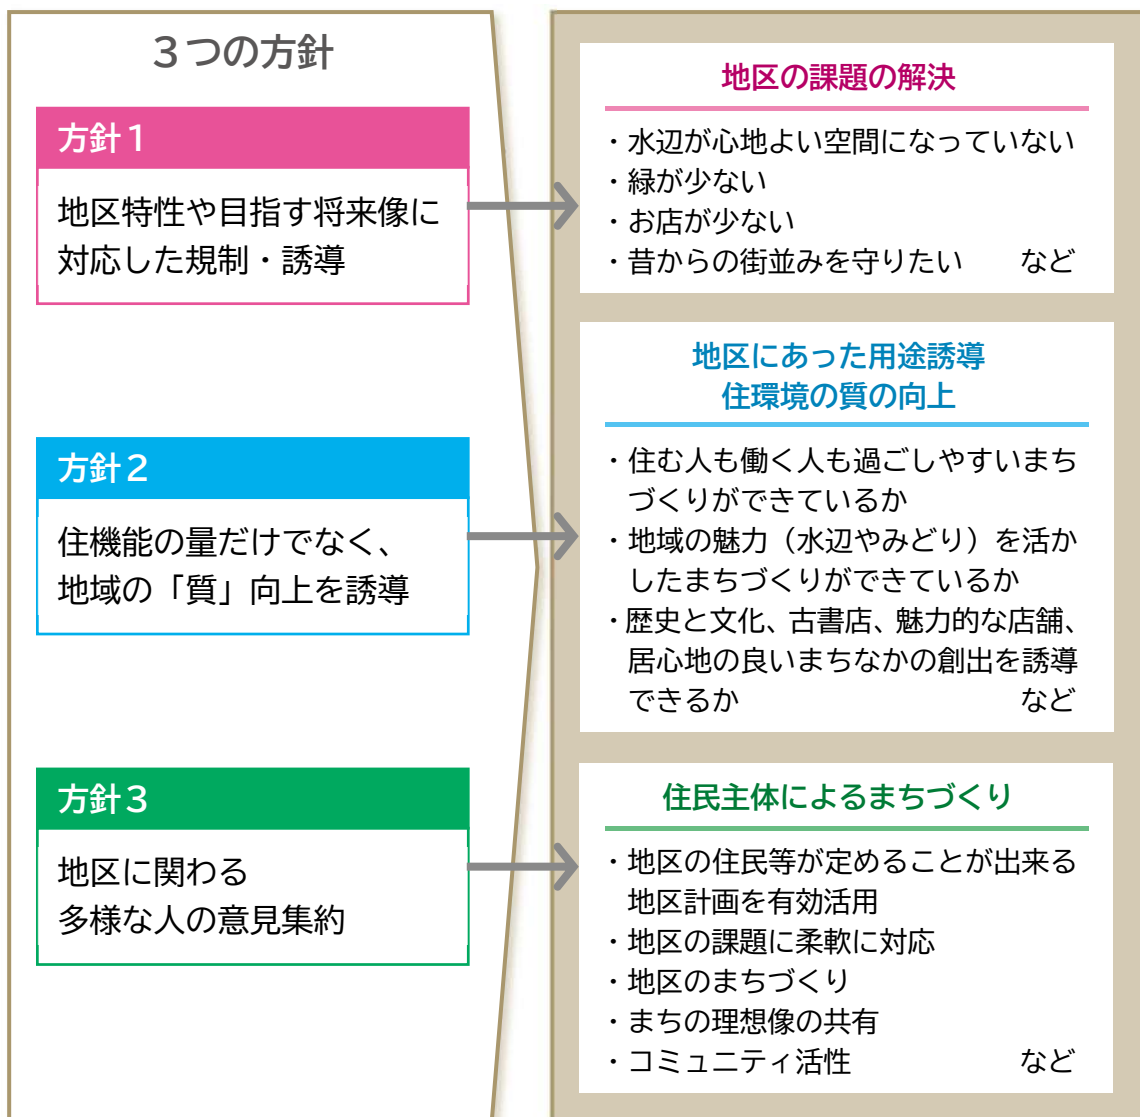 3つの方針
方針1
地区特性や目指す将来像に
対応した規制・誘導
地区の課題の解決
・水辺が心地よい空間になっていない
・緑が少ない
・お店が少ない
・昔からの街並みを守りたい　　など
方針2
住機能の量だけでなく、
地域の「質」向上を誘導
地区にあった用途誘導
住環境の質の向上
・住む人も働く人も過ごしやすいまち
づくりができているか
・地域の魅力（水辺やみどり）を活か
したまちづくりができているか
・歴史と文化、古書店、魅力的な店舗、
居心地の良いまちなかの創出を誘導
できるか　　など
方針3
地区に関わる
多様な人の意見集約
住民主体によるまちづくり
・地区の住民等が定めることが出来る
地区計画を有効活用
・地区の課題に柔軟に対応
・地区のまちづくり
・まちの理想像の共有
・コミュニティ活性　　など